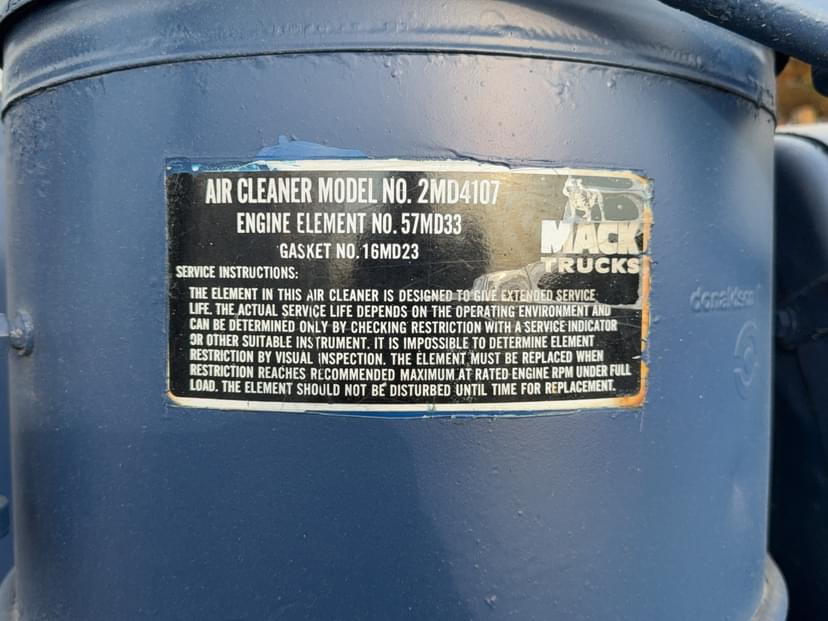 AIR CLEANER MODEL NO. 2MD4107
ENGINE ELEMENT NO. 57MD33
GASKET NO. 16MD23
MACK
TRUCKS
SERVICE INSTRUCTIONS:
THE ELEMENT IN THIS AIR CLEANER IS DESIGNED TO GIVE EXTENDED SERVICE
LIFE. THE ACTUAL SERVICE LIFE DEPENDS ON THE OPERATING ENVIRONMENT AND
CAN BE DETERMINED ONLY BY CHECKING RESTRICTION WITH A SERVICE INDICATOR
OR OTHER SUITABLE INSTRUMENT. IT IS IMPOSSIBLE TO DETERMINE ELEMENT
RESTRICTION BY VISUAL INSPECTION. THE ELEMENT MUST BE REPLACED WHEN
RESTRICTION REACHES RECOMMENDED MAXIMUM AT RATED ENGINE RPM UNDER FULL
LOAD. THE ELEMENT SHOULD NOT BE DISTURBED UNTIL TIME FOR REPLACEMENT.
donaldson